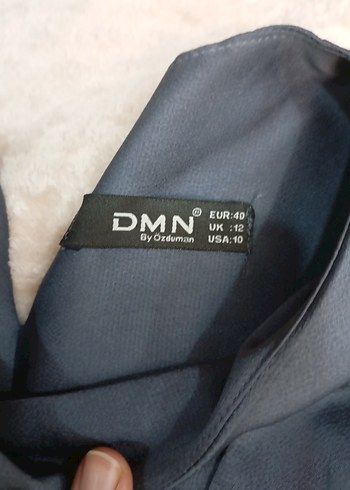 DMN®
By Özduman
EUR:40
UK :12
USA:10